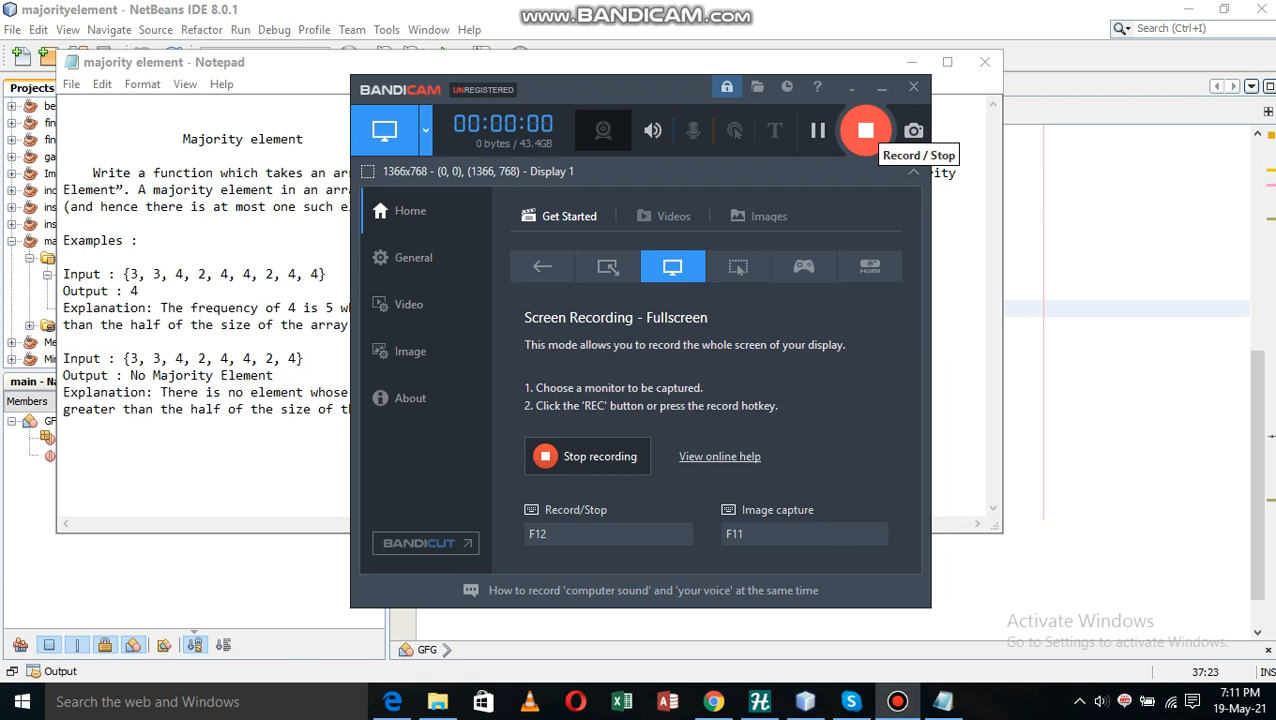 majorityelement - NetBeans IDE 8.0.1
www.BANDICAM.com
File Edit View Navigate Source Refactor Run Debug Profile Team Tools Window Help
Search (Ctrl+I)
majority element - Notepad
File Edit Format View Help
Projects
Majority element
Write a function which takes an arr
Element”. A majority element in an arra
(and hence there is at most one such el
Examples :
Input : {3, 3, 4, 2, 4, 4, 2, 4, 4}
Output : 4
Explanation: The frequency of 4 is 5 wh
than the half of the size of the array
Input : {3, 3, 4, 2, 4, 4, 2, 4}
Output : No Majority Element
Explanation: There is no element whose
greater than the half of the size of th
BANDICAM UNREGISTERED
00:00:00
0 bytes / 43.4GB
Record / Stop
1366x768 - (0, 0), (1366, 768) - Display 1
Home
General
Video
Image
About
BANDICUT
Get Started
Videos
Images
HDMI
Screen Recording - Fullscreen
This mode allows you to record the whole screen of your display.
1. Choose a monitor to be captured.
2. Click the 'REC' button or press the record hotkey.
Stop recording
View online help
Record/Stop
Image capture
F12
F11
How to record 'computer sound' and 'your voice' at the same time
main - Na
Members
GF
Activate Windows
Go to Settings to activate Windows.
GFG
Output
37:23
INS
Search the web and Windows
7:11 PM
19-May-21